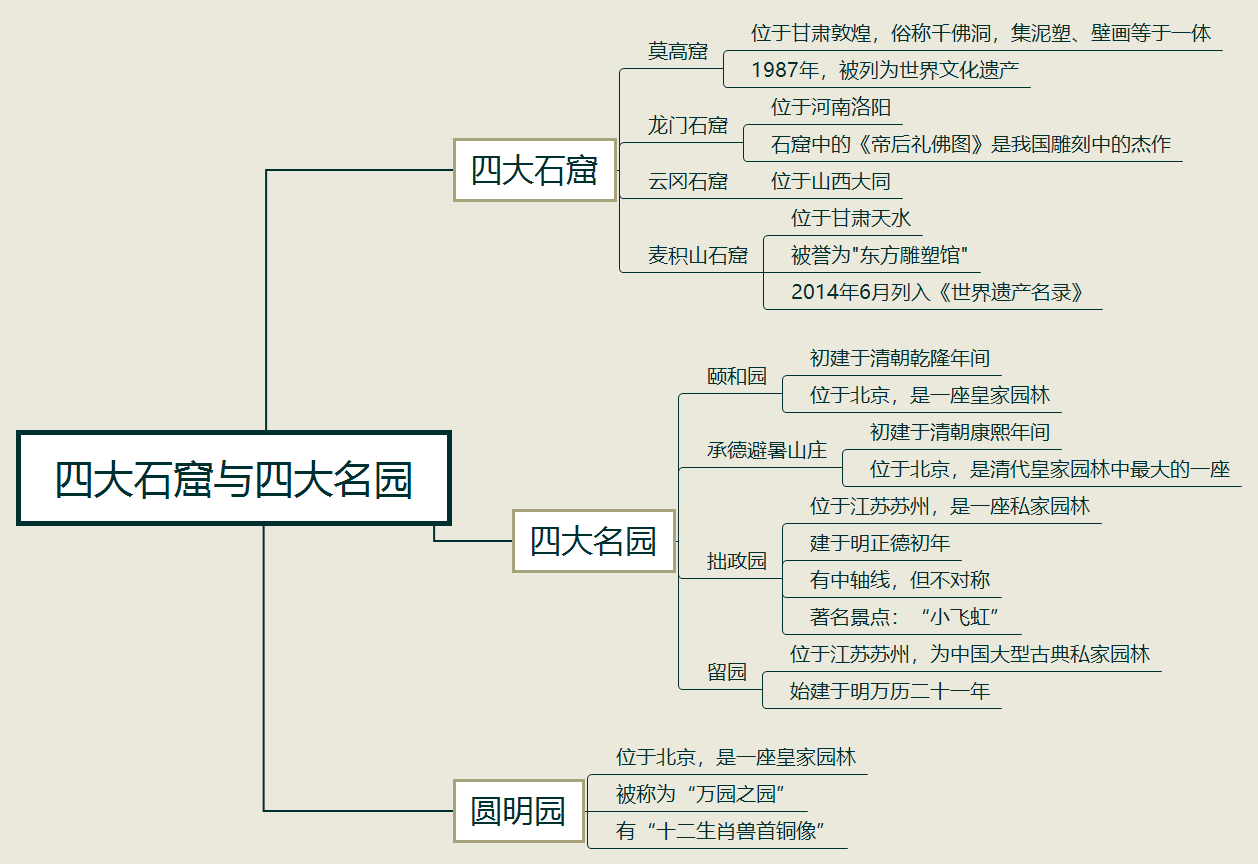 四大石窟与四大名园
四大石窟
莫高窟
位于甘肃敦煌，俗称千佛洞，集泥塑、壁画等于一体
1987年，被列为世界文化遗产
龙门石窟
位于河南洛阳
石窟中的《帝后礼佛图》是我国雕刻中的杰作
云冈石窟
位于山西大同
麦积山石窟
位于甘肃天水
被誉为"东方雕塑馆"
2014年6月列入《世界遗产名录》
四大名园
颐和园
初建于清朝乾隆年间
位于北京，是一座皇家园林
承德避暑山庄
初建于清朝康熙年间
位于北京，是清代皇家园林中最大的一座
拙政园
位于江苏苏州，是一座私家园林
建于明正德初年
有中轴线，但不对称
著名景点：“小飞虹”
留园
位于江苏苏州，为中国大型古典私家园林
始建于明万历二十一年
圆明园
位于北京，是一座皇家园林
被称为“万园之园”
有“十二生肖兽首铜像”